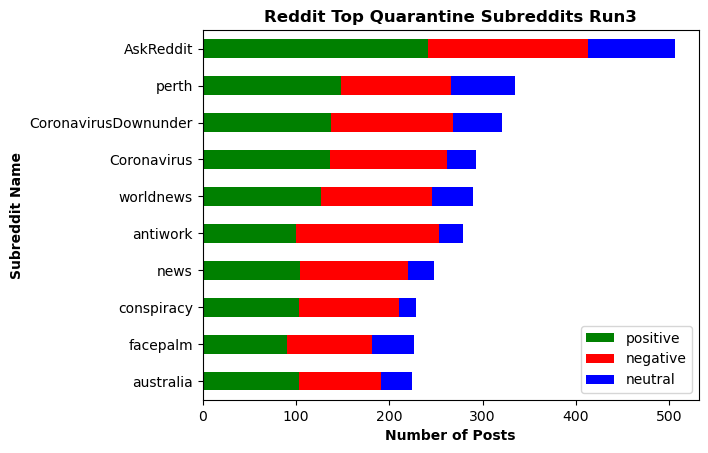 Reddit Top Quarantine Subreddits Run3
AskReddit
perth
CoronavirusDownunder
Coronavirus
worldnews
antiwork
news
conspiracy
facepalm
australia
Subreddit Name
positive
negative
neutral
0 100 200 300 400 500
Number of Posts